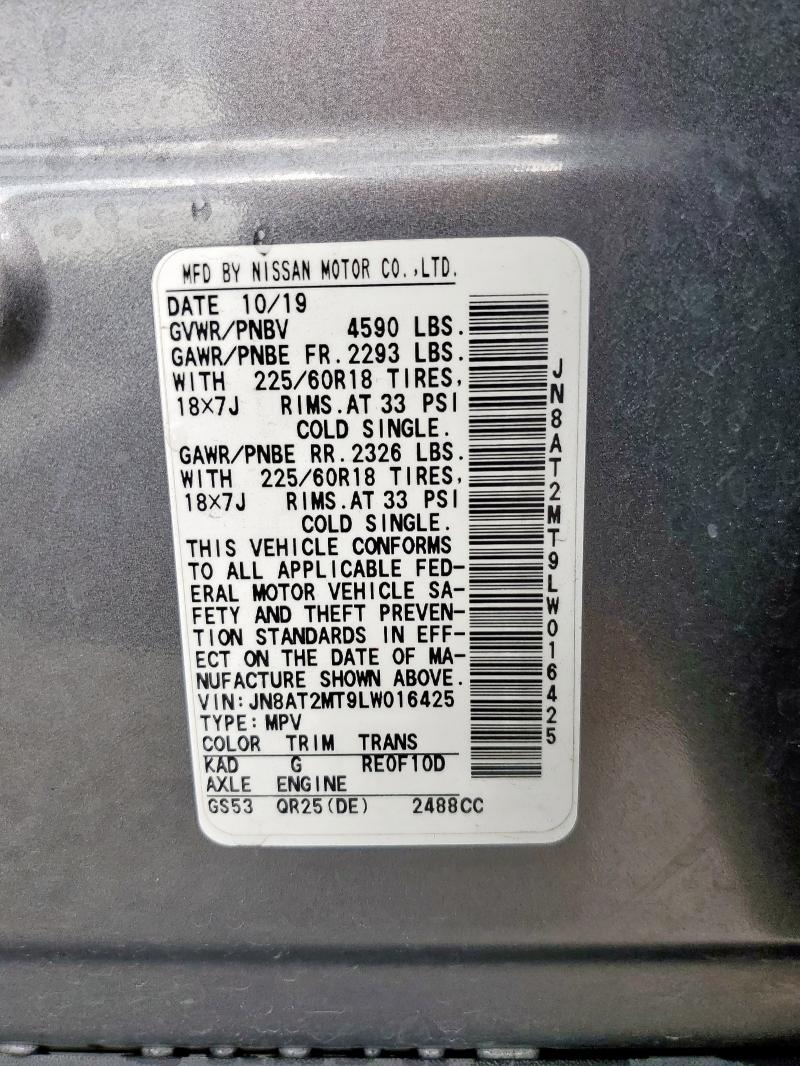 MFD BY NISSAN MOTOR CO.,LTD.
DATE 10/19
GVWR/PNBV 4590 LBS.
GAWR/PNBE FR.2293 LBS.
WITH 225/60R18 TIRES,
18×7J RIMS.AT 33 PSI
COLD SINGLE.
GAWR/PNBE RR.2326 LBS.
WITH 225/60R18 TIRES,
18×7J RIMS.AT 33 PSI
COLD SINGLE.
THIS VEHICLE CONFORMS
TO ALL APPLICABLE FED-
ERAL MOTOR VEHICLE SA-
FETY AND THEFT PREVEN-
TION STANDARDS IN EFF-
ECT ON THE DATE OF MA-
NUFACTURE SHOWN ABOVE.
VIN:JN8AT2MT9LW016425
TYPE:MPV
COLOR TRIM TRANS
KAD G RE0F10D
AXLE ENGINE
GS53 QR25(DE) 2488CC
JN8AT2MT9LW016425